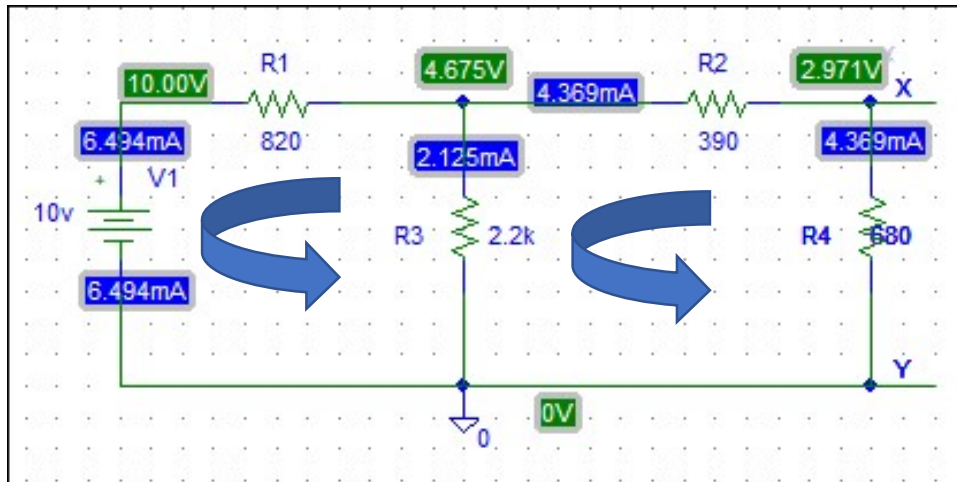 R1
4.675V
R2
2.971V
10.00V
4.369mA
X
6.494mA
820
2.125mA
390
4.369mA
+
V1
10v
R3
2.2k
R4
680
6.494mA
Y
0V
0